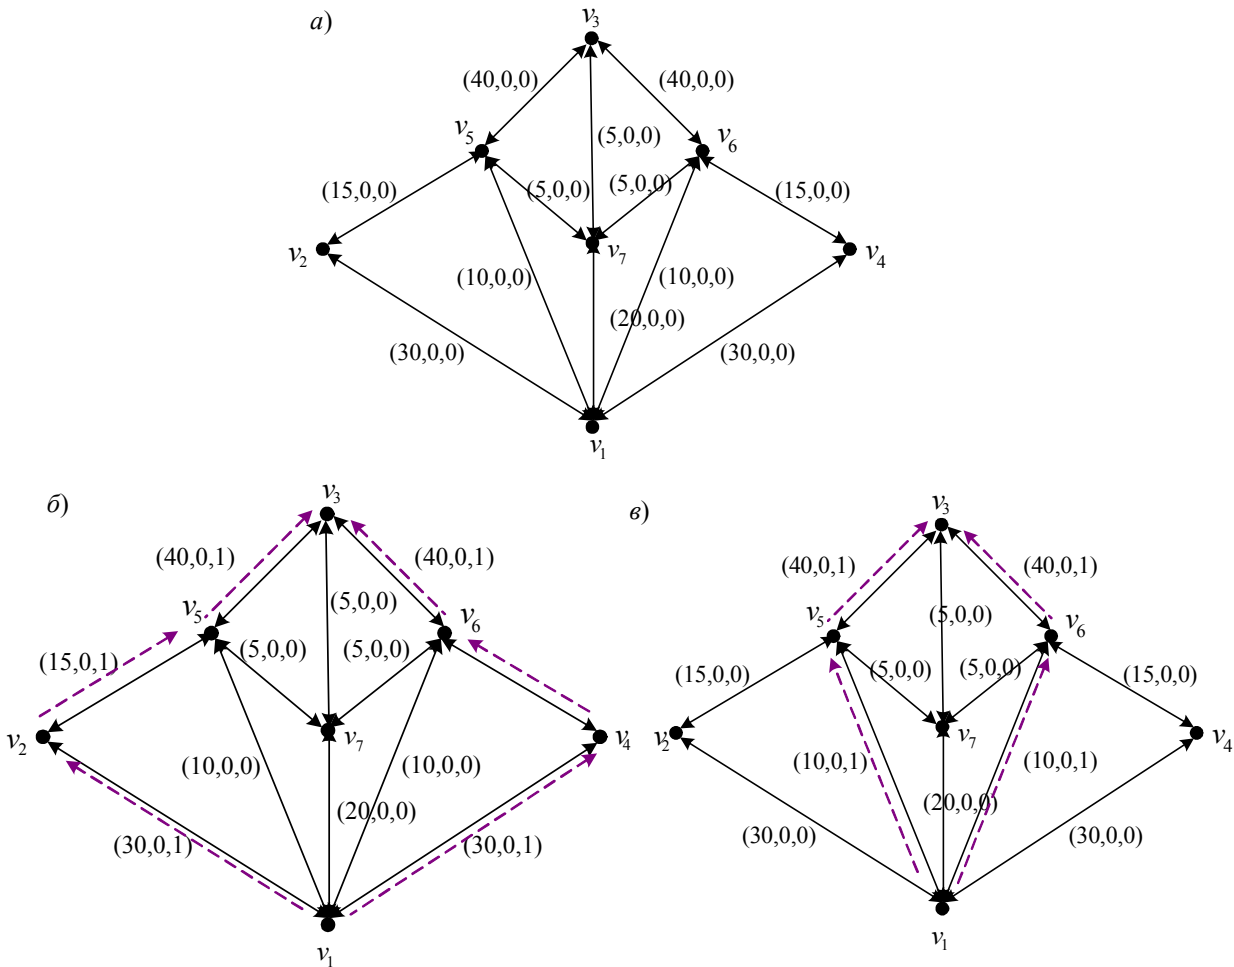 а)
v3
(40,0,0) (40,0,0)
v5 (5,0,0) v6
(15,0,0) (5,0,0) (5,0,0) (15,0,0)
v2 v7 v4
(10,0,0) (10,0,0)
(20,0,0)
(30,0,0) (30,0,0)
v1
б)
v3
(40,0,1) (40,0,1)
(5,0,0)
v5 v6
(15,0,1) (5,0,0) (5,0,0)
v2 v7 v4
(10,0,0) (10,0,0)
(20,0,0)
(30,0,1) (30,0,1)
v1
в)
v3
(40,0,1) (40,0,1)
v5 (5,0,0) v6
(15,0,0) (5,0,0) (5,0,0) (15,0,0)
v2 v7 v4
(10,0,1) (10,0,1)
(20,0,0)
(30,0,0) (30,0,0)
v1